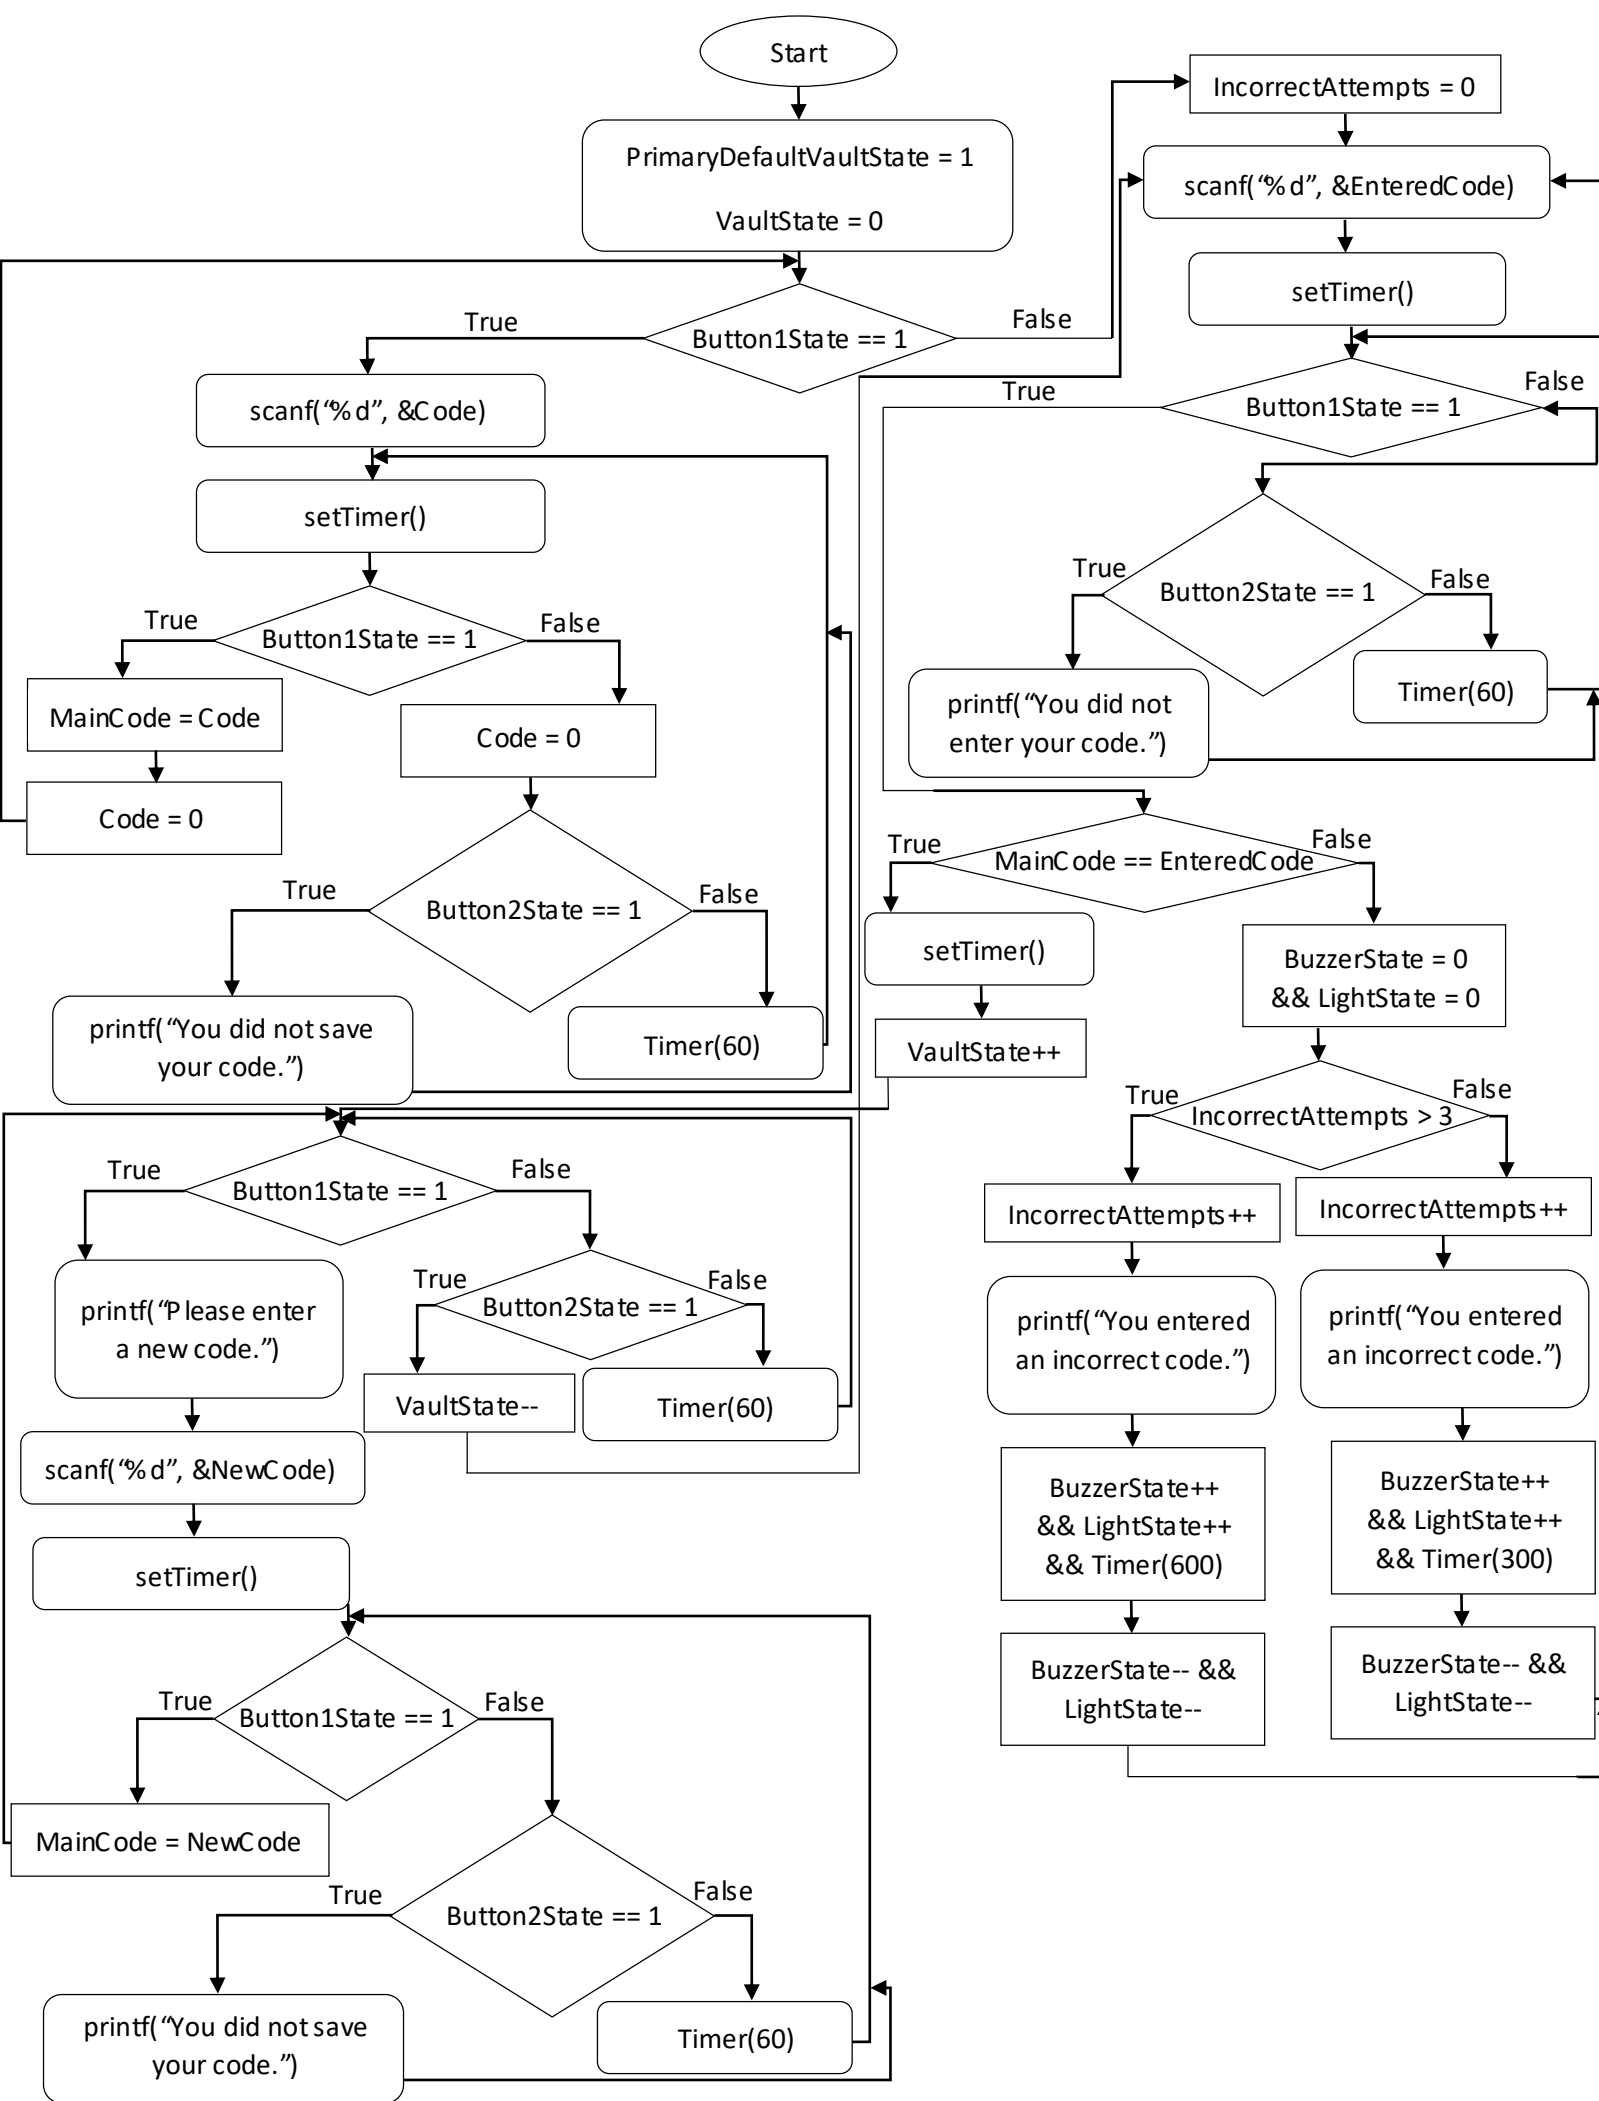 Start
PrimaryDefaultVaultState = 1
VaultState = 0
Button1State == 1
True
False
scanf(“%d”, &Code)
setTimer()
Button1State == 1
True
False
MainCode = Code
Code = 0
Code = 0
Button2State == 1
True
False
printf(“You did not save
your code.”)
Timer(60)
Button1State == 1
True
False
printf(“Please enter
a new code.”)
Button2State == 1
True
False
VaultState--
Timer(60)
scanf(“%d”, &NewCode)
setTimer()
Button1State == 1
True
False
MainCode = NewCode
Button2State == 1
True
False
printf(“You did not save
your code.”)
Timer(60)
IncorrectAttempts = 0
scanf(“%d”, &EnteredCode)
setTimer()
Button1State == 1
True
False
Button2State == 1
True
False
printf(“You did not
enter your code.”)
Timer(60)
MainCode == EnteredCode
True
False
setTimer()
VaultState++
BuzzerState = 0
&& LightState = 0
IncorrectAttempts > 3
True
False
IncorrectAttempts++
printf(“You entered
an incorrect code.”)
BuzzerState++
&& LightState++
&& Timer(600)
BuzzerState-- &&
LightState--
IncorrectAttempts++
printf(“You entered
an incorrect code.”)
BuzzerState++
&& LightState++
&& Timer(300)
BuzzerState-- &&
LightState--